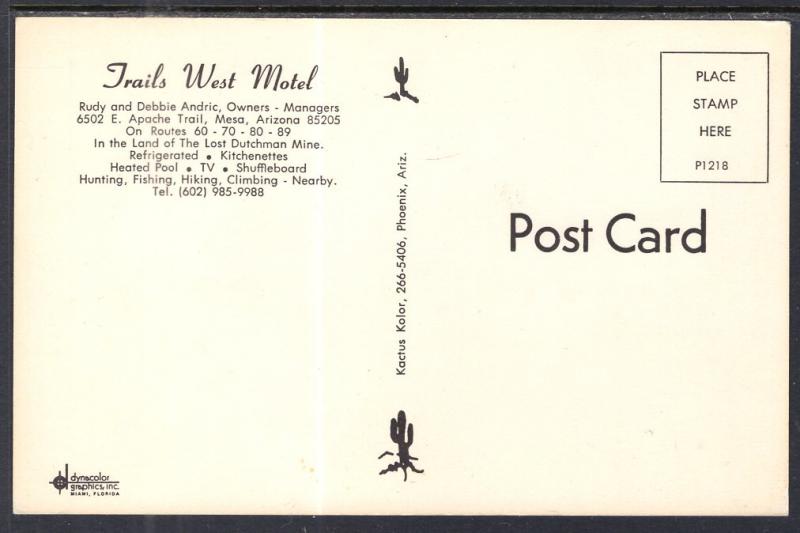 Trails West Motel
Rudy and Debbie Andric, Owners - Managers
6502 E. Apache Trail, Mesa, Arizona 85205
On Routes 60 - 70 - 80 - 89
In the Land of The Lost Dutchman Mine.
Refrigerated • Kitchenettes
Heated Pool • TV • Shuffleboard
Hunting, Fishing, Hiking, Climbing - Nearby.
Tel. (602) 985-9988
dynacolor
graphics, inc.
MIAMI, FLORIDA
Kactus Kolor, 266-5406, Phoenix, Ariz.
PLACE
STAMP
HERE
P1218
Post Card